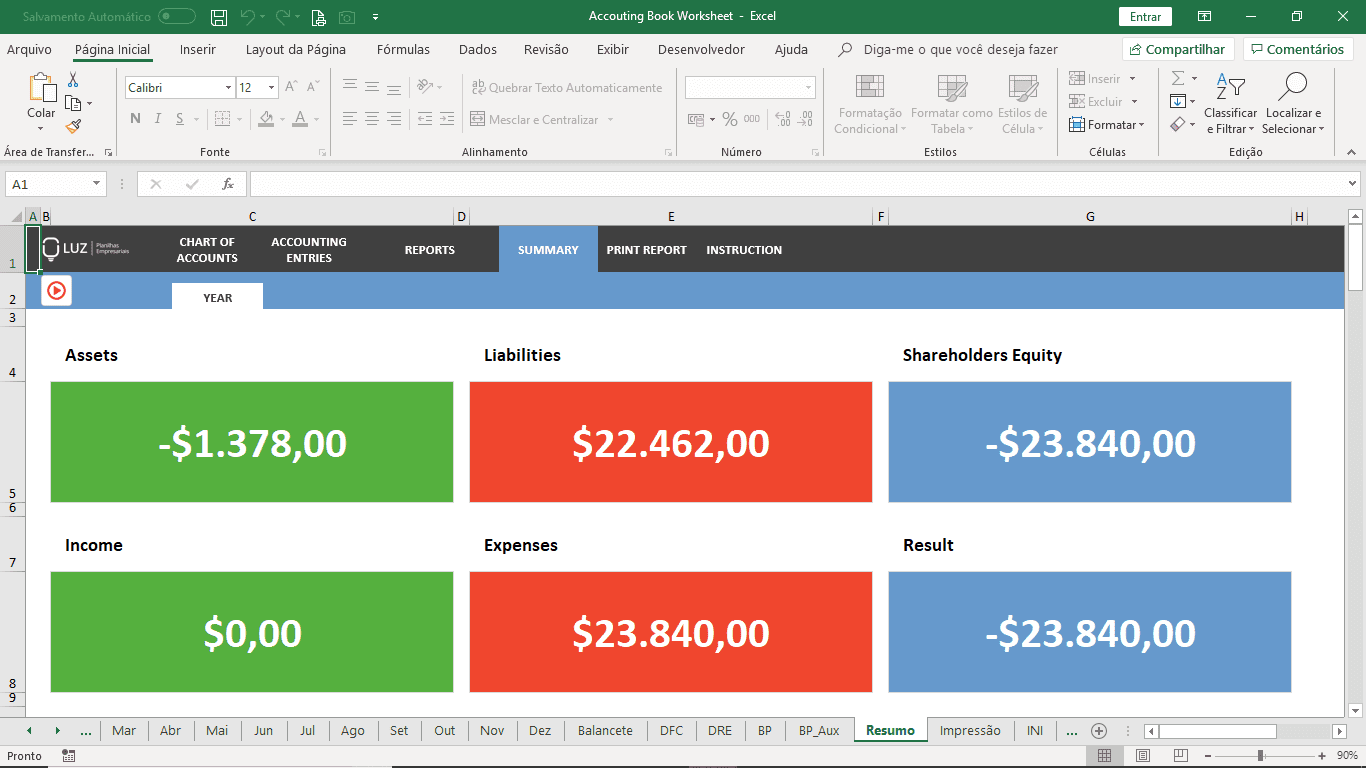 Salvamento Automático
Accouting Book Worksheet - Excel
Entrar
Arquivo Página Inicial Inserir Layout da Página Fórmulas Dados Revisão Exibir Desenvolvedor Ajuda Diga-me o que você deseja fazer Compartilhar Comentários
Colar
Calibri 12
N I S A
Quebrar Texto Automaticamente
Mesclar e Centralizar
% 000
Formatação Condicional
Formatar como Tabela
Estilos de Célula
Inserir
Excluir
Formatar
Classificar e Filtrar
Localizar e Selecionar
Área de Transfer... Fonte Alinhamento Número Estilos Células Edição
A1 fx
A B C D E F G H
1
2
3
4
5
6
7
8
9
LUZ Planilhas Empresariais
CHART OF ACCOUNTS
ACCOUNTING ENTRIES
REPORTS
SUMMARY
PRINT REPORT
INSTRUCTION
YEAR
Assets Liabilities Shareholders Equity
-$1.378,00 $22.462,00 -$23.840,00
Income Expenses Result
$0,00 $23.840,00 -$23.840,00
... Mar Abr Mai Jun Jul Ago Set Out Nov Dez Balancete DFC DRE BP BP_Aux Resumo Impressão INI ...
Pronto
90%